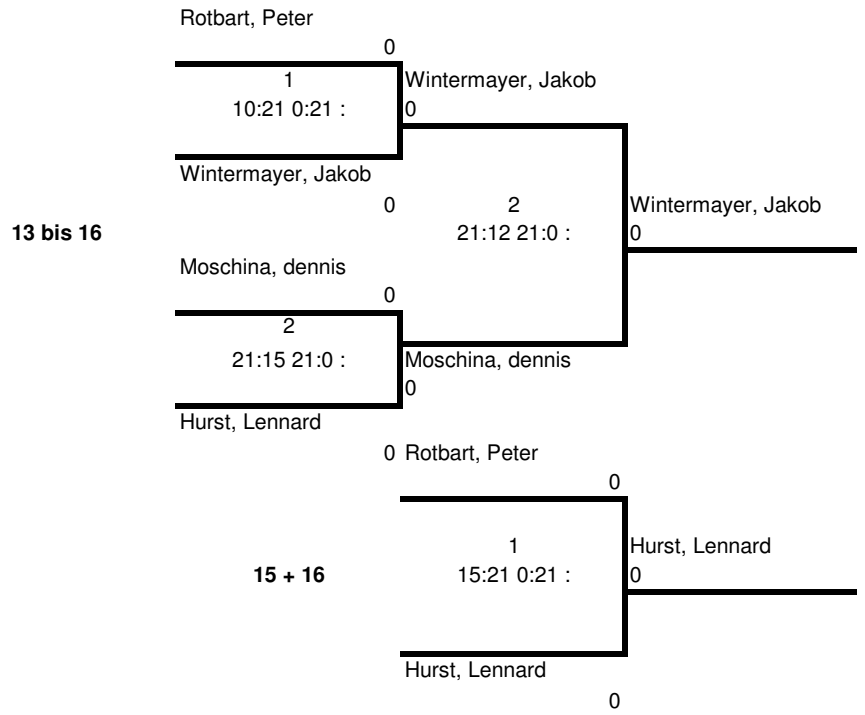 Rotbart, Peter
0
1
Wintermayer, Jakob
10:21 0:21 :
0
Wintermayer, Jakob
0
2
Wintermayer, Jakob
13 bis 16
21:12 21:0 :
0
Moschina, dennis
0
2
21:15 21:0 :
Moschina, dennis
0
Hurst, Lennard
0
Rotbart, Peter
0
1
Hurst, Lennard
15 + 16
15:21 0:21 :
0
Hurst, Lennard
0